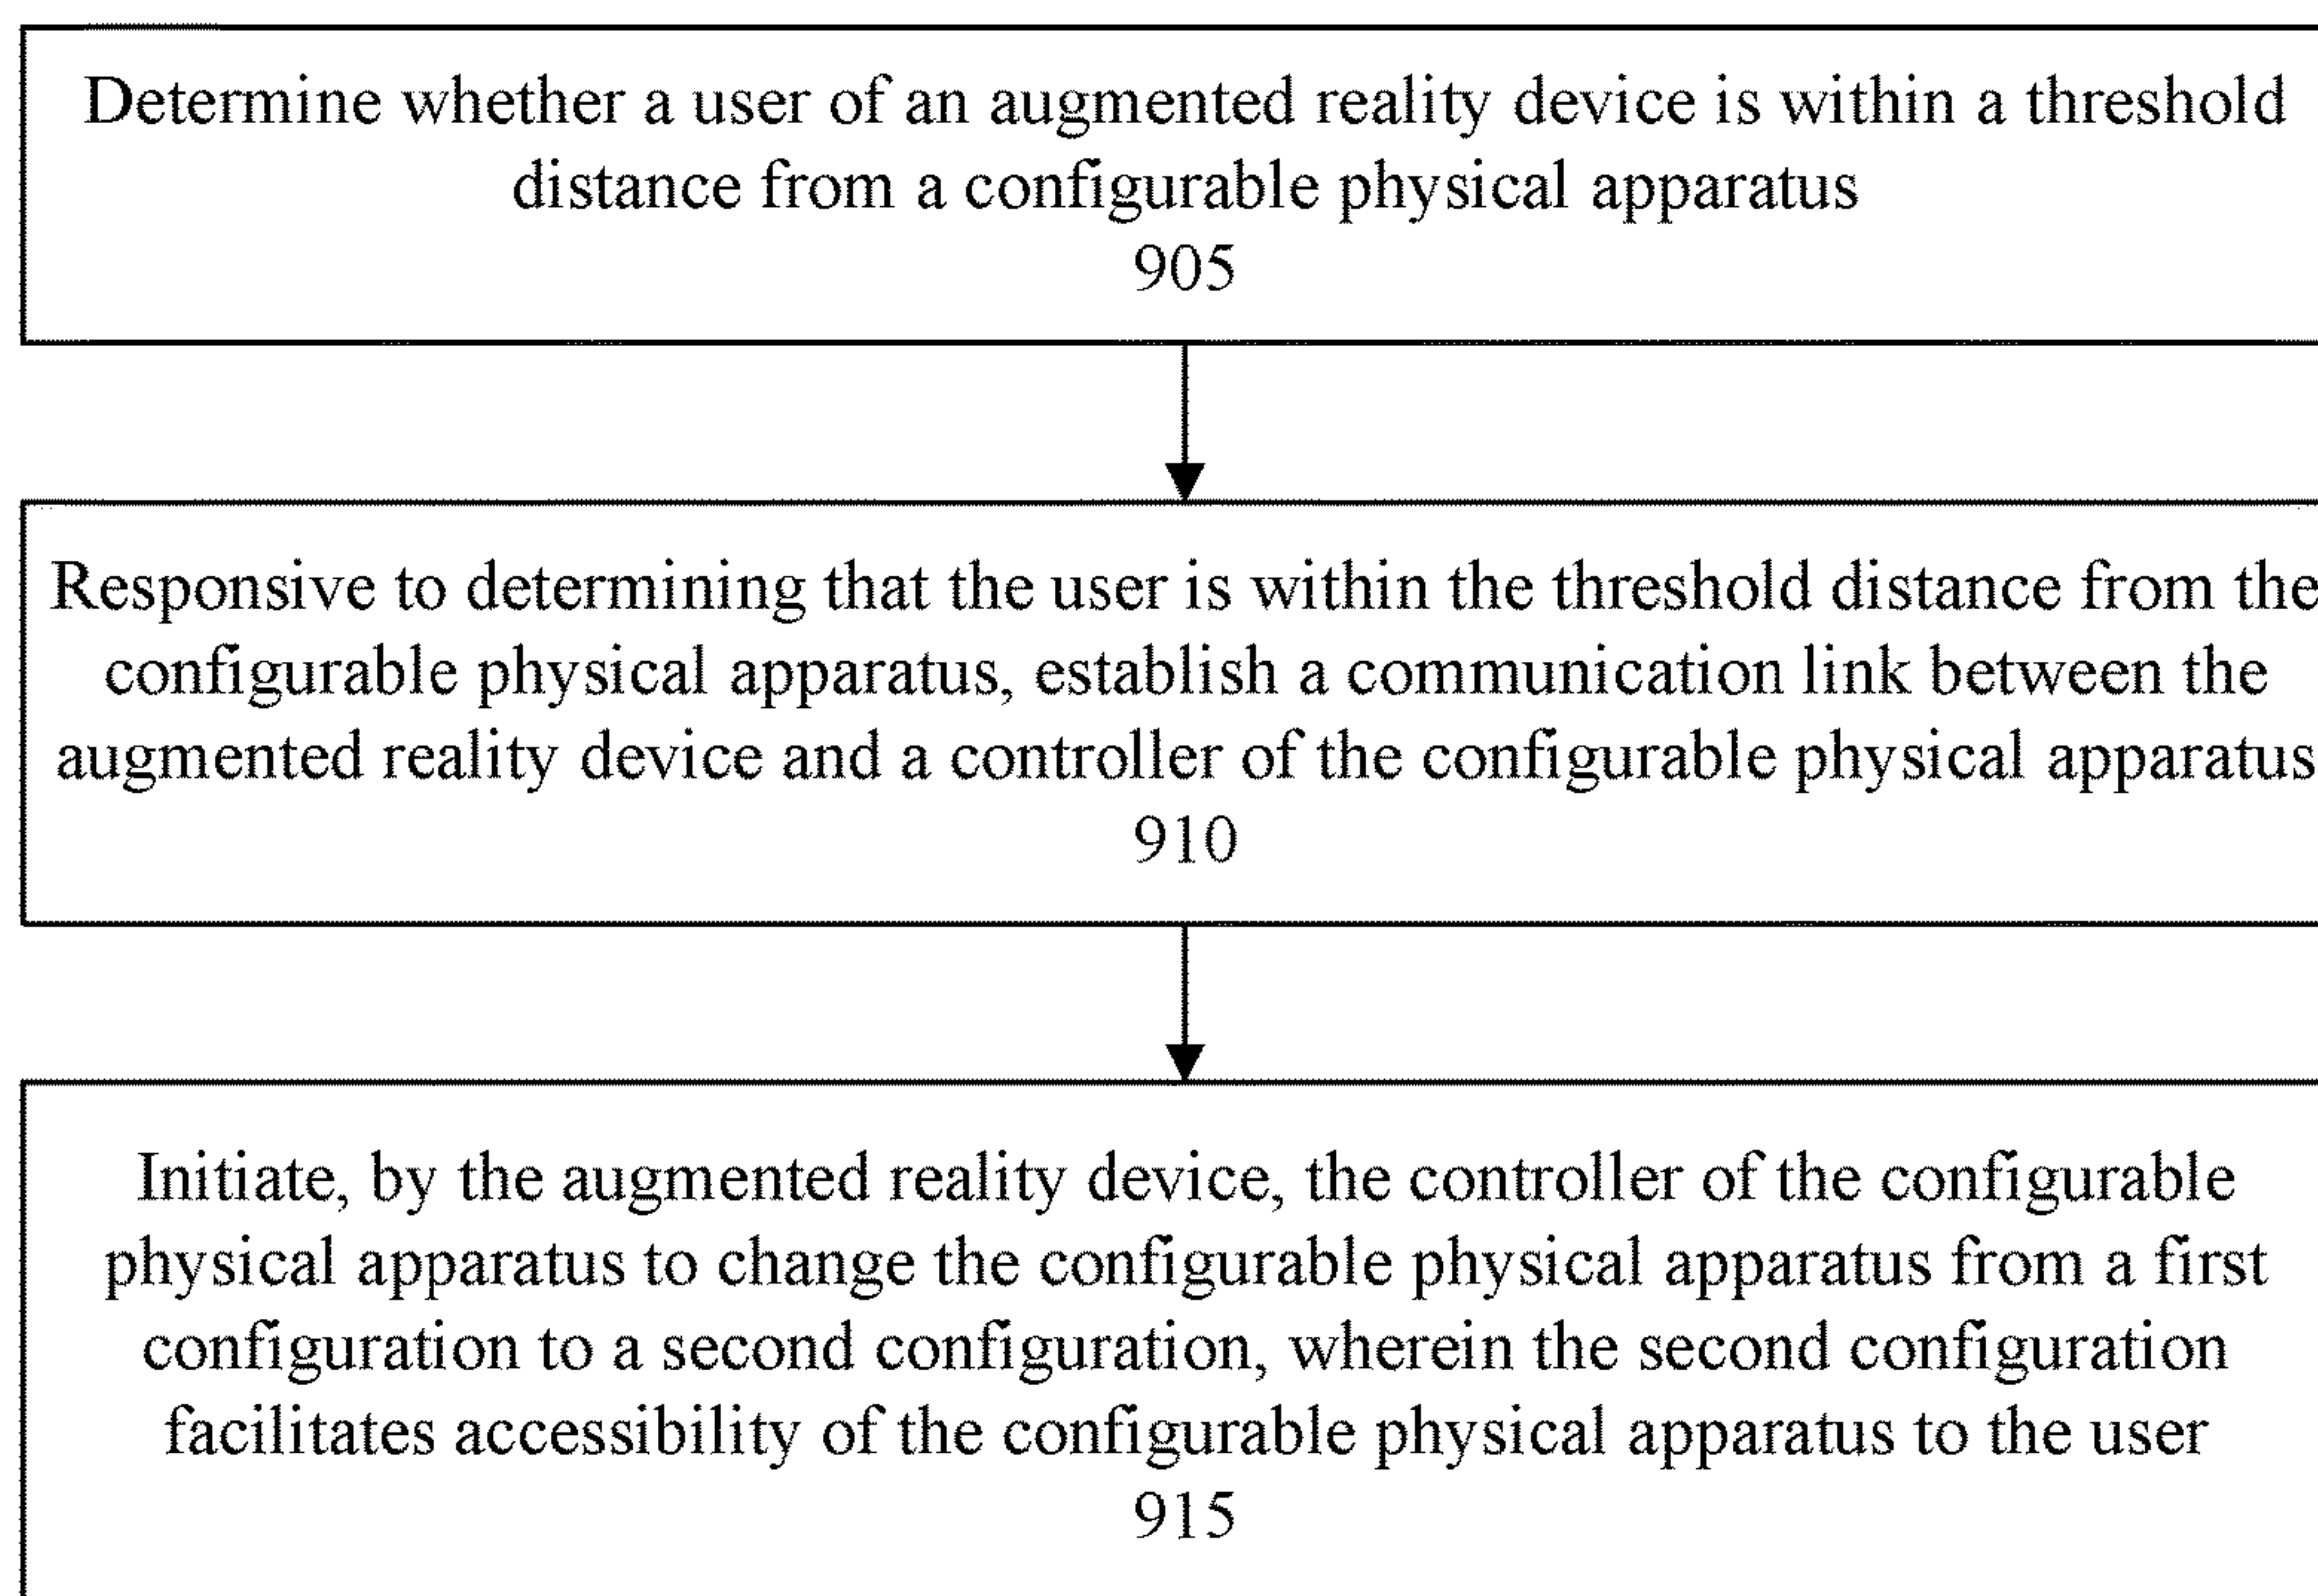 Determine whether a user of an augmented reality device is within a threshold
distance from a configurable physical apparatus
905
Responsive to determining that the user is within the threshold distance from the
configurable physical apparatus, establish a communication link between the
augmented reality device and a controller of the configurable physical apparatus
910
Initiate, by the augmented reality device, the controller of the configurable
physical apparatus to change the configurable physical apparatus from a first
configuration to a second configuration, wherein the second configuration
facilitates accessibility of the configurable physical apparatus to the user
915